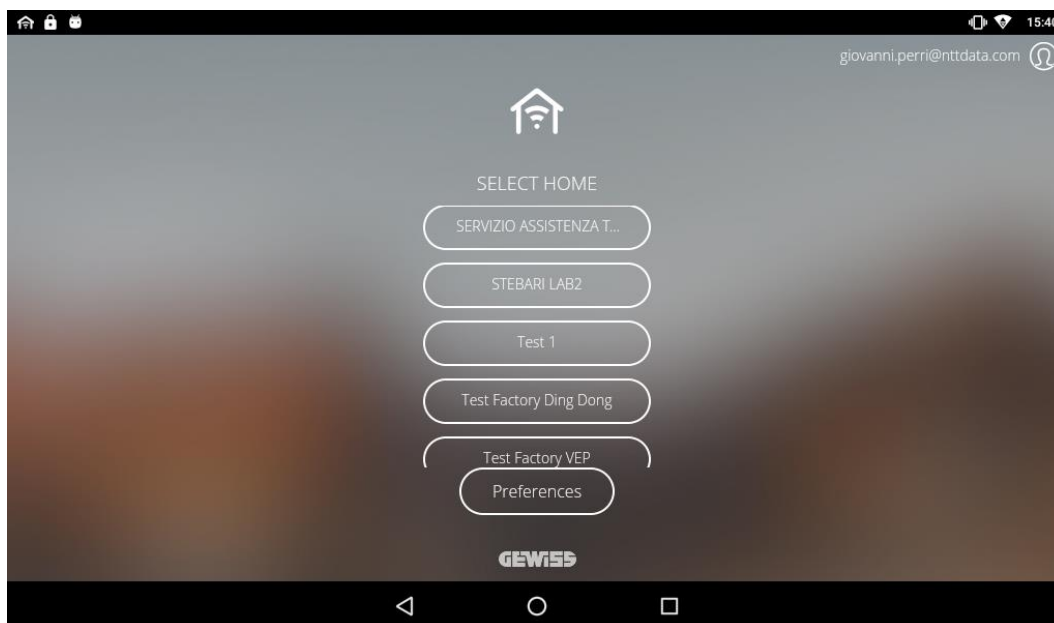 15:40
giovanni.perri@nttdata.com
SELECT HOME
SERVIZIO ASSISTENZA T...
STEBARI LAB2
Test 1
Test Factory Ding Dong
Test Factory VEP
Preferences
GEWiSS